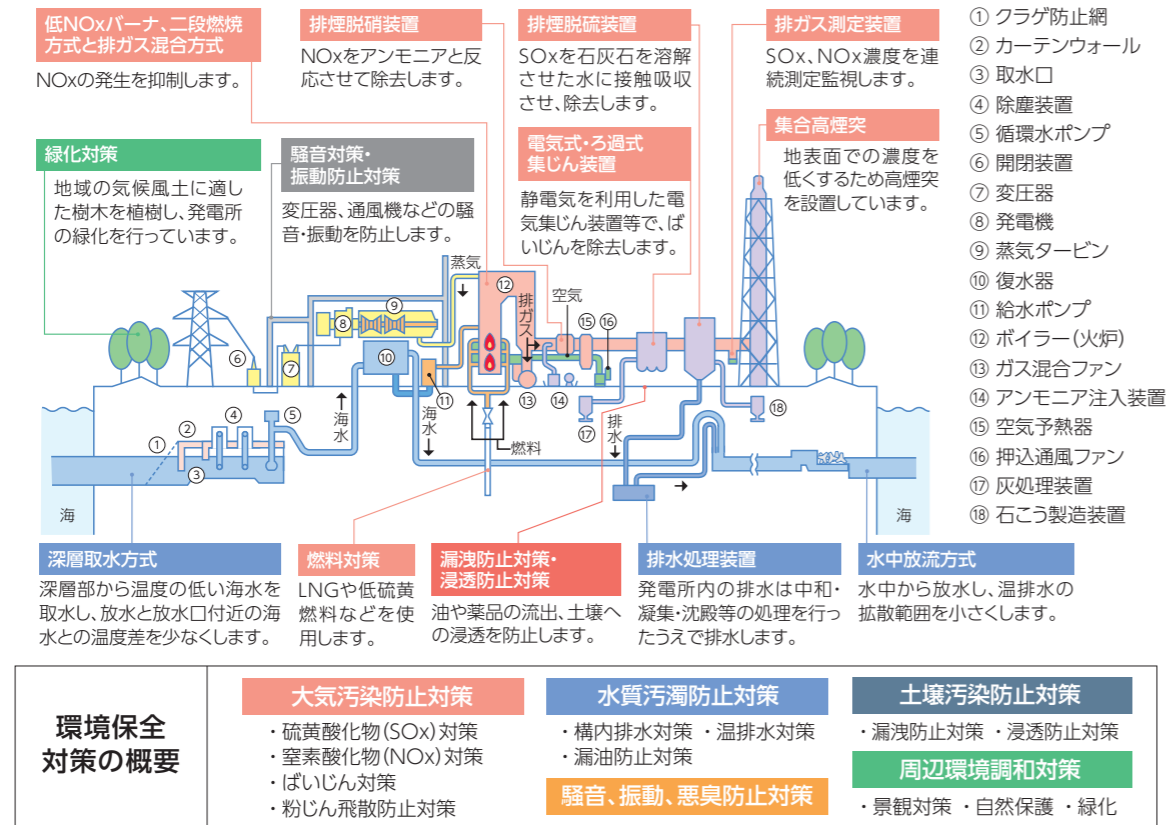 低NOxバーナ、二段燃焼
方式と排ガス混合方式
NOxの発生を抑制します。
排煙脱硝装置
NOxをアンモニアと反
応させて除去します。
排煙脱硫装置
SOxを石灰石を溶解
させた水に接触吸収
させ、除去します。
排ガス測定装置
SOx、NOx濃度を連
続測定監視します。
緑化対策
地域の気候風土に適し
た樹木を植樹し、発電所
の緑化を行っています。
騒音対策・
振動防止対策
変圧器、通風機などの騒
音・振動を防止します。
電気式・ろ過式
集じん装置
静電気を利用した電
気集じん装置等で、ば
いじんを除去します。
集合高煙突
地表面での濃度を
低くするため高煙突
を設置しています。
① クラゲ防止網
② カーテンウォール
③ 取水口
④ 除塵装置
⑤ 循環水ポンプ
⑥ 開閉装置
⑦ 変圧器
⑧ 発電機
⑨ 蒸気タービン
⑩ 復水器
⑪ 給水ポンプ
⑫ ボイラー(火炉)
⑬ ガス混合ファン
⑭ アンモニア注入装置
⑮ 空気予熱器
⑯ 押込通風ファン
⑰ 灰処理装置
⑱ 石こう製造装置
蒸気
⑫
排ガス
空気
⑮
⑯
⑨
⑧
⑩
⑥
⑦
⑪
⑬
⑭
⑰
⑱
海水
海水
燃料
排水
①
②
③
④
⑤
海
海
深層取水方式
深層部から温度の低い海水を
取水し、放水と放水口付近の海
水との温度差を少なくします。
燃料対策
LNGや低硫黄
燃料などを使
用します。
漏洩防止対策・
浸透防止対策
油や薬品の流出、土壌へ
の浸透を防止します。
排水処理装置
発電所内の排水は中和・
凝集・沈殿等の処理を行っ
たうえで排水します。
水中放流方式
水中から放水し、温排水の
拡散範囲を小さくします。
環境保全
対策の概要
大気汚染防止対策
・硫黄酸化物(SOx)対策
・窒素酸化物(NOx)対策
・ばいじん対策
・粉じん飛散防止対策
水質汚濁防止対策
・構内排水対策 ・温排水対策
・漏油防止対策
騒音、振動、悪臭防止対策
土壌汚染防止対策
・漏洩防止対策 ・浸透防止対策
周辺環境調和対策
・景観対策 ・自然保護 ・緑化